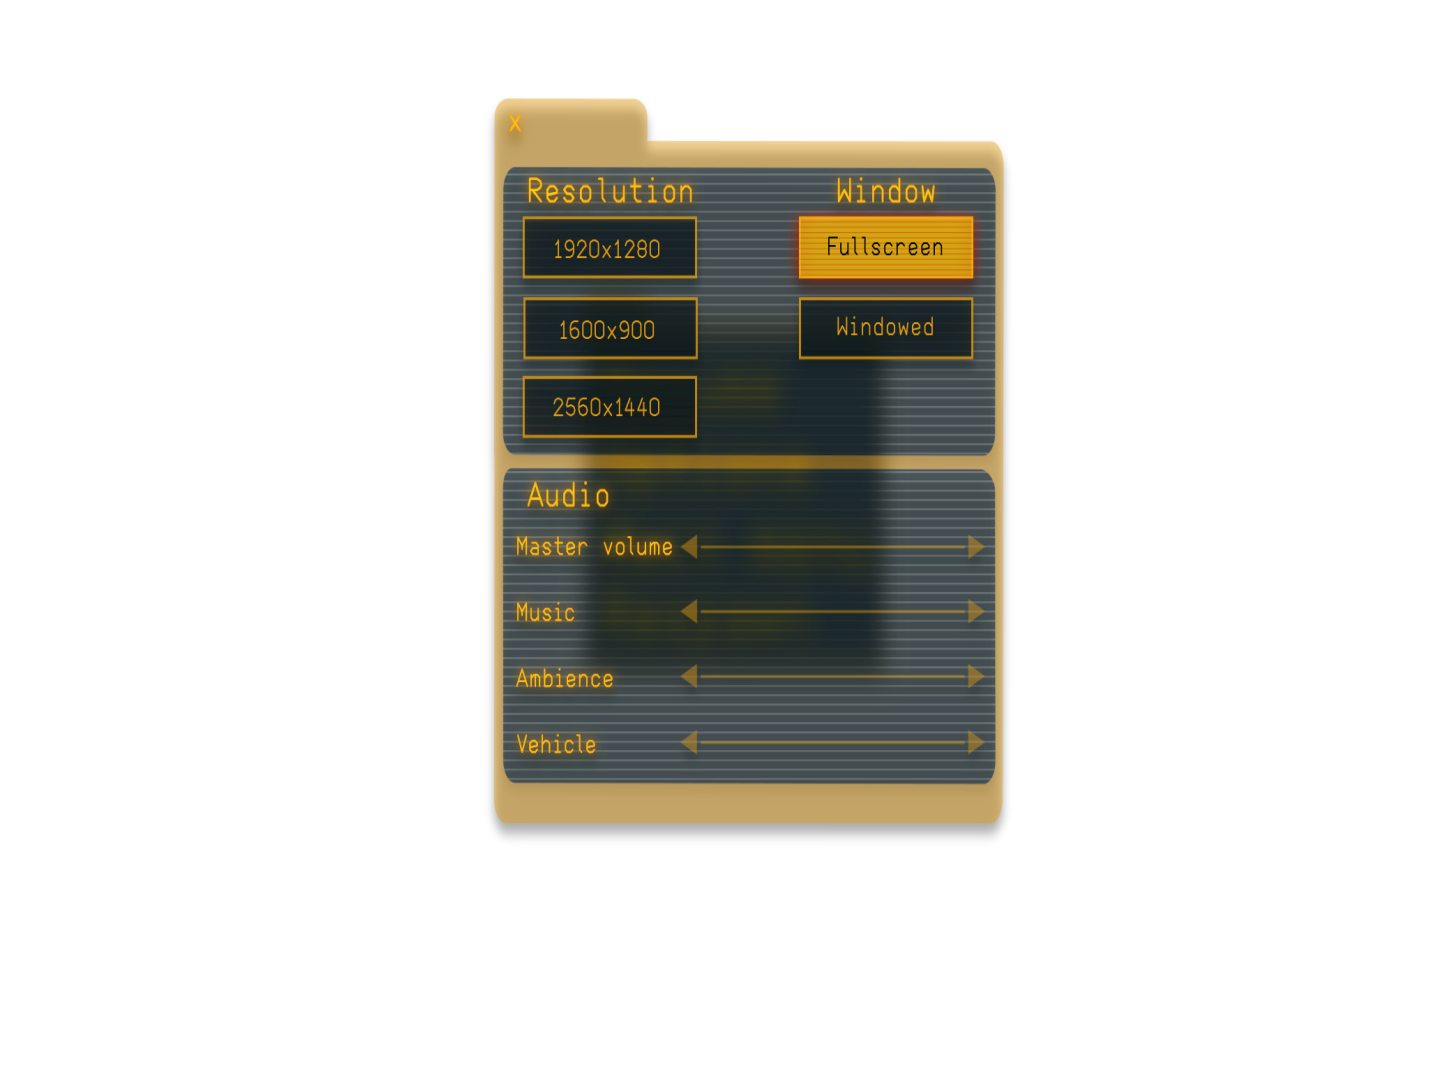 x
Resolution
Window
1920x1280
Fullscreen
1600x900
Windowed
2560x1440
Audio
Master volume
Music
Ambience
Vehicle